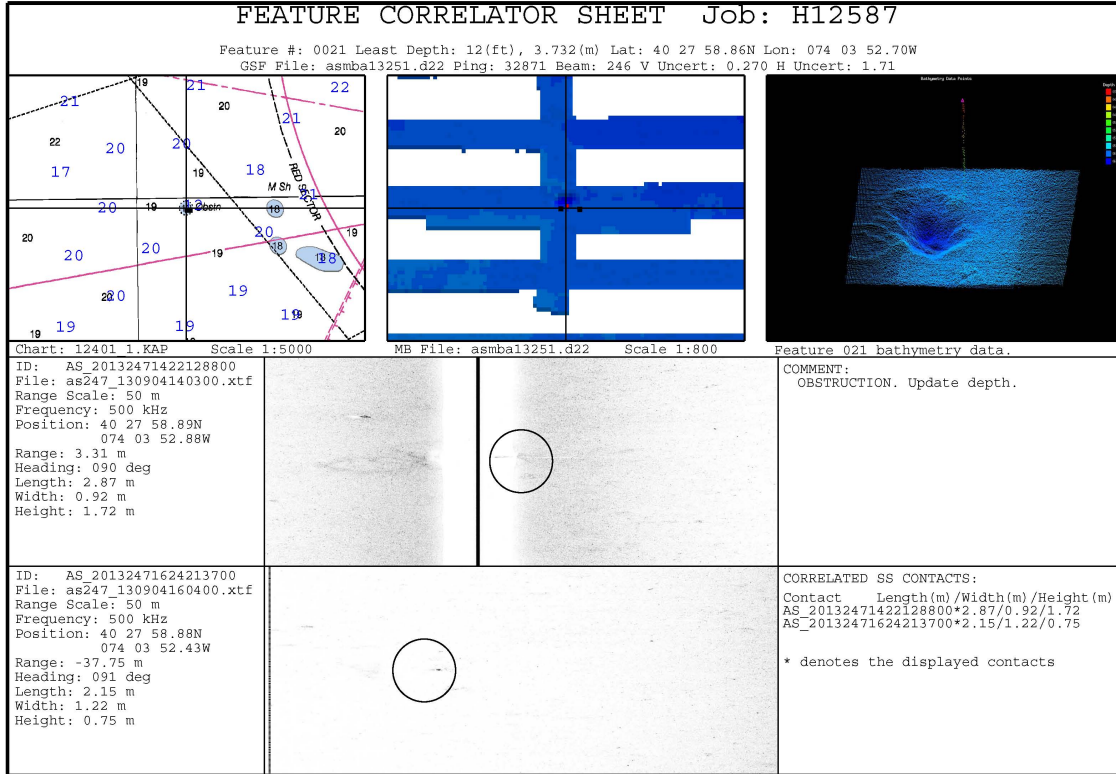 FEATURE CORRELATOR SHEET Job: H12587
Feature #: 0021 Least Depth: 12(ft), 3.732(m) Lat: 40 27 58.86N Lon: 074 03 52.70W
GSF File: asmba13251.d22 Ping: 32871 Beam: 246 V Uncert: 0.270 H Uncert: 1.71
19
21
21
22
20
21
20
22
20
20
19
17
18
RED SECTOR
M Sh
21
20
19
Obstn
18
20
19
20
18
19
20
20
18
20
19
19
19
19
19
Bathymetry Data Points
Chart: 12401_1.KAP Scale 1:5000
MB File: asmba13251.d22 Scale 1:800
Feature 021 bathymetry data.
ID: AS_20132471422128800
File: as247_130904140300.xtf
Range Scale: 50 m
Frequency: 500 kHz
Position: 40 27 58.89N
074 03 52.88W
Range: 3.31 m
Heading: 090 deg
Length: 2.87 m
Width: 0.92 m
Height: 1.72 m
COMMENT:
OBSTRUCTION. Update depth.
ID: AS_20132471624213700
File: as247_130904160400.xtf
Range Scale: 50 m
Frequency: 500 kHz
Position: 40 27 58.88N
074 03 52.43W
Range: -37.75 m
Heading: 091 deg
Length: 2.15 m
Width: 1.22 m
Height: 0.75 m
CORRELATED SS CONTACTS:
Contact Length(m)/Width(m)/Height(m)
AS_20132471422128800*2.87/0.92/1.72
AS_20132471624213700*2.15/1.22/0.75
* denotes the displayed contacts